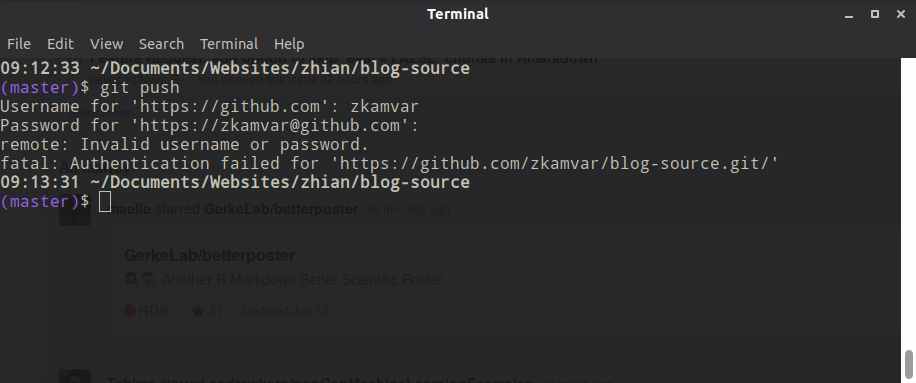 Terminal
File Edit View Search Terminal Help
09:12:33 ~/Documents/Websites/zhian/blog-source
(master)$ git push
Username for 'https://github.com': zkamvar
Password for 'https://zkamvar@github.com':
remote: Invalid username or password.
fatal: Authentication failed for 'https://github.com/zkamvar/blog-source.git/'
09:13:31 ~/Documents/Websites/zhian/blog-source
(master)$
maelle starred GerkeLab/betterposter 39 minutes ago
GerkeLab/betterposter
Another R Markdown Better Scientific Poster
HTML 31 Updated Jun 13